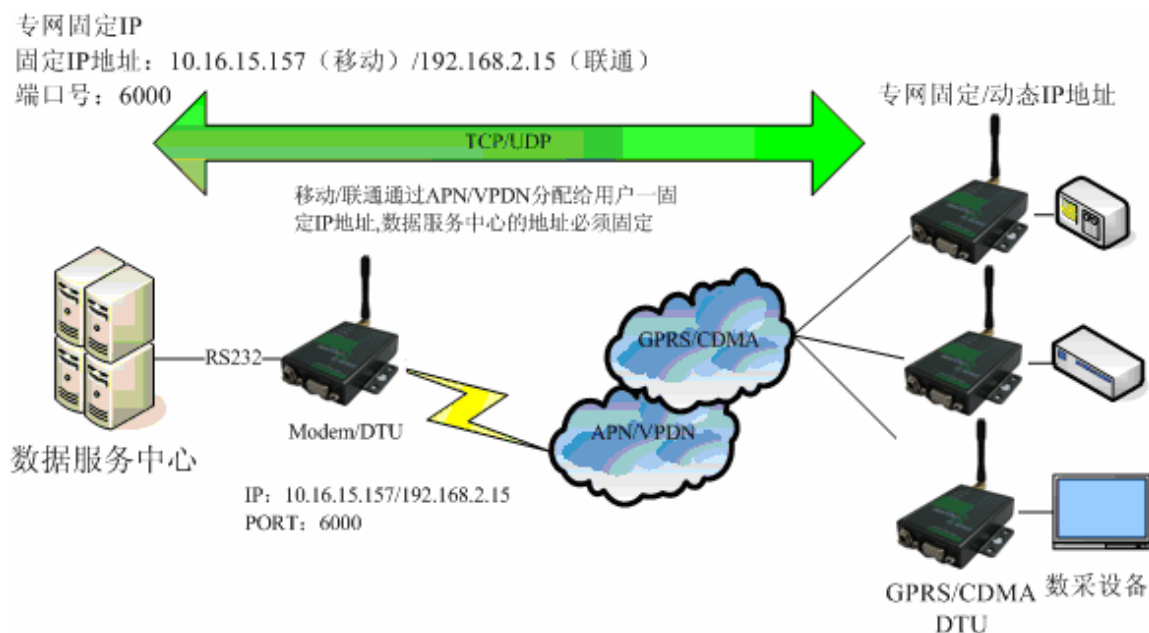 专网固定IP
固定IP地址：10.16.15.157（移动）/192.168.2.15（联通）
端口号：6000
专网固定/动态IP地址
TCP/UDP
移动/联通通过APN/VPDN分配给用户一固
定IP地址,数据服务中心的地址必须固定
GPRS/CDMA
RS232
Modem/DTU
APN/VPDN
数据服务中心
IP：10.16.15.157/192.168.2.15
PORT：6000
GPRS/CDMA
DTU
数采设备